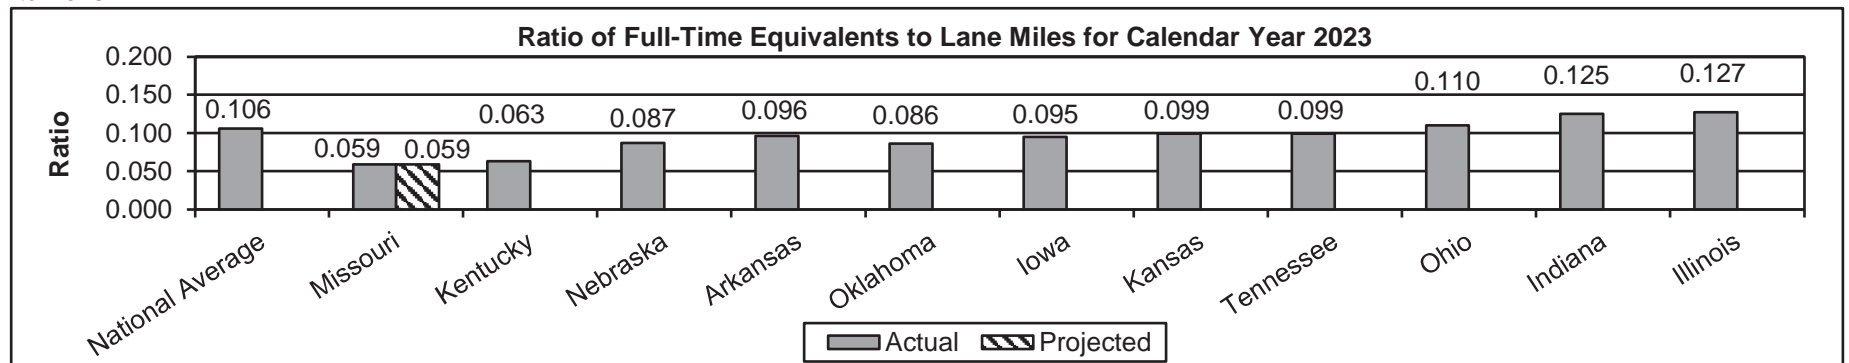 Ratio of Full-Time Equivalents to Lane Miles for Calendar Year 2023
Ratio
0.200
0.150
0.100
0.050
0.000
0.106
0.059
0.059
0.063
0.087
0.096
0.086
0.095
0.099
0.099
0.110
0.125
0.127
National Average
Missouri
Kentucky
Nebraska
Arkansas
Oklahoma
Iowa
Kansas
Tennessee
Ohio
Indiana
Illinois
Actual
Projected